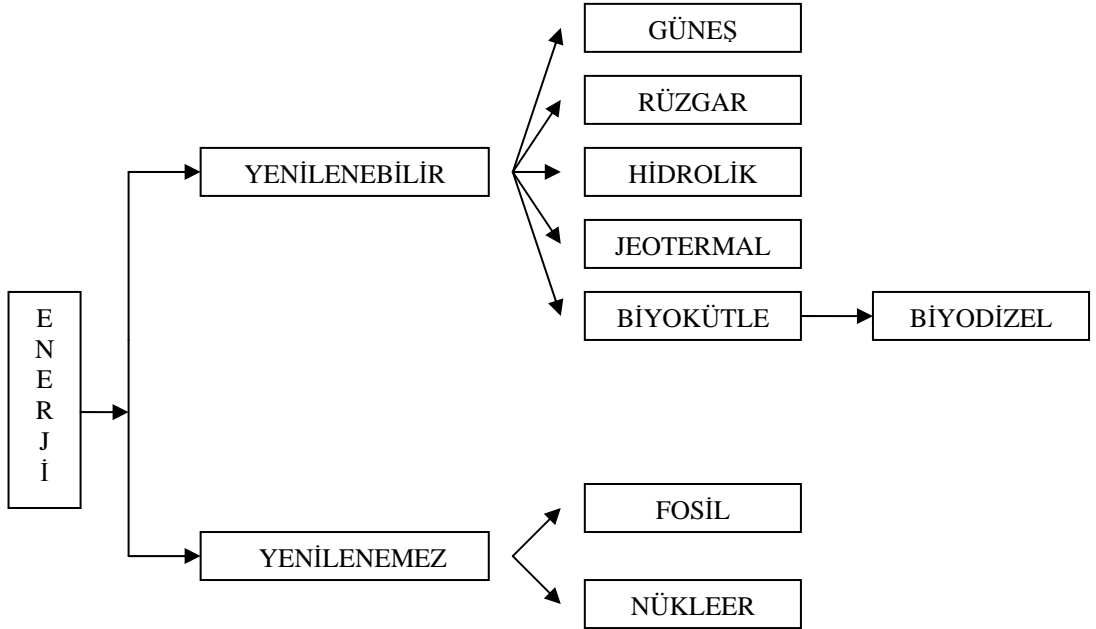 GÜNEŞ
RÜZGAR
YENİLENEBİLİR
HİDROLİK
JEOTERMAL
BİYOKÜTLE
BİYODİZEL
E
N
E
R
J
İ
FOSİL
YENİLENEMEZ
NÜKLEER